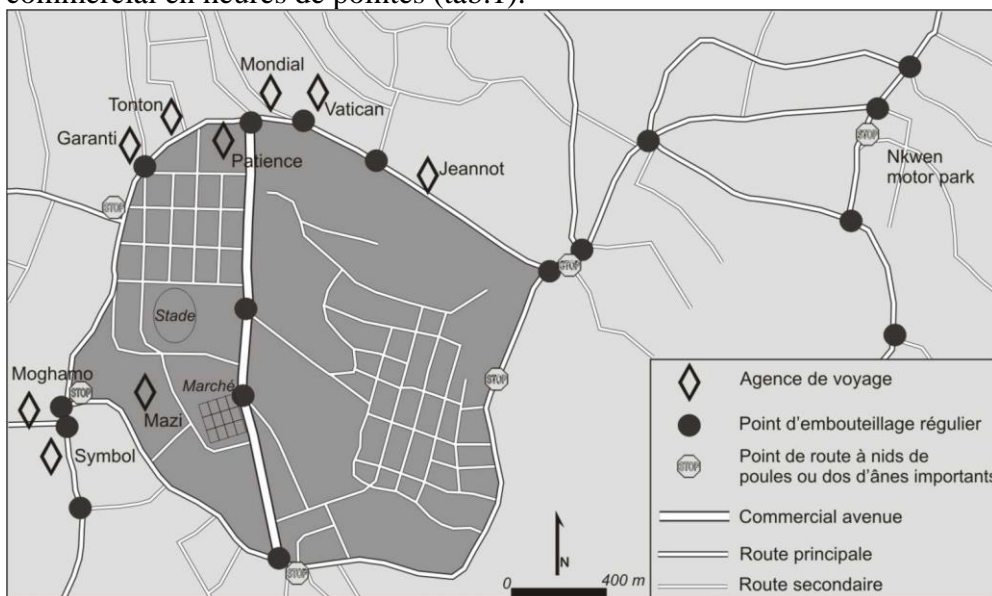 commercial en heures de pointes (tab.1).
Mondial
Tonton
Vatican
Garanti
Patience
Jeannot
STOP
Nkwen
motor park
STOP
STOP
Stade
Moghamo
STOP
Marché
STOP
Mazi
Symbol
STOP
N
0 400 m
Agence de voyage
Point d'embouteillage régulier
STOP
Point de route à nids de
poules ou dos d'ânes importants
Commercial avenue
Route principale
Route secondaire